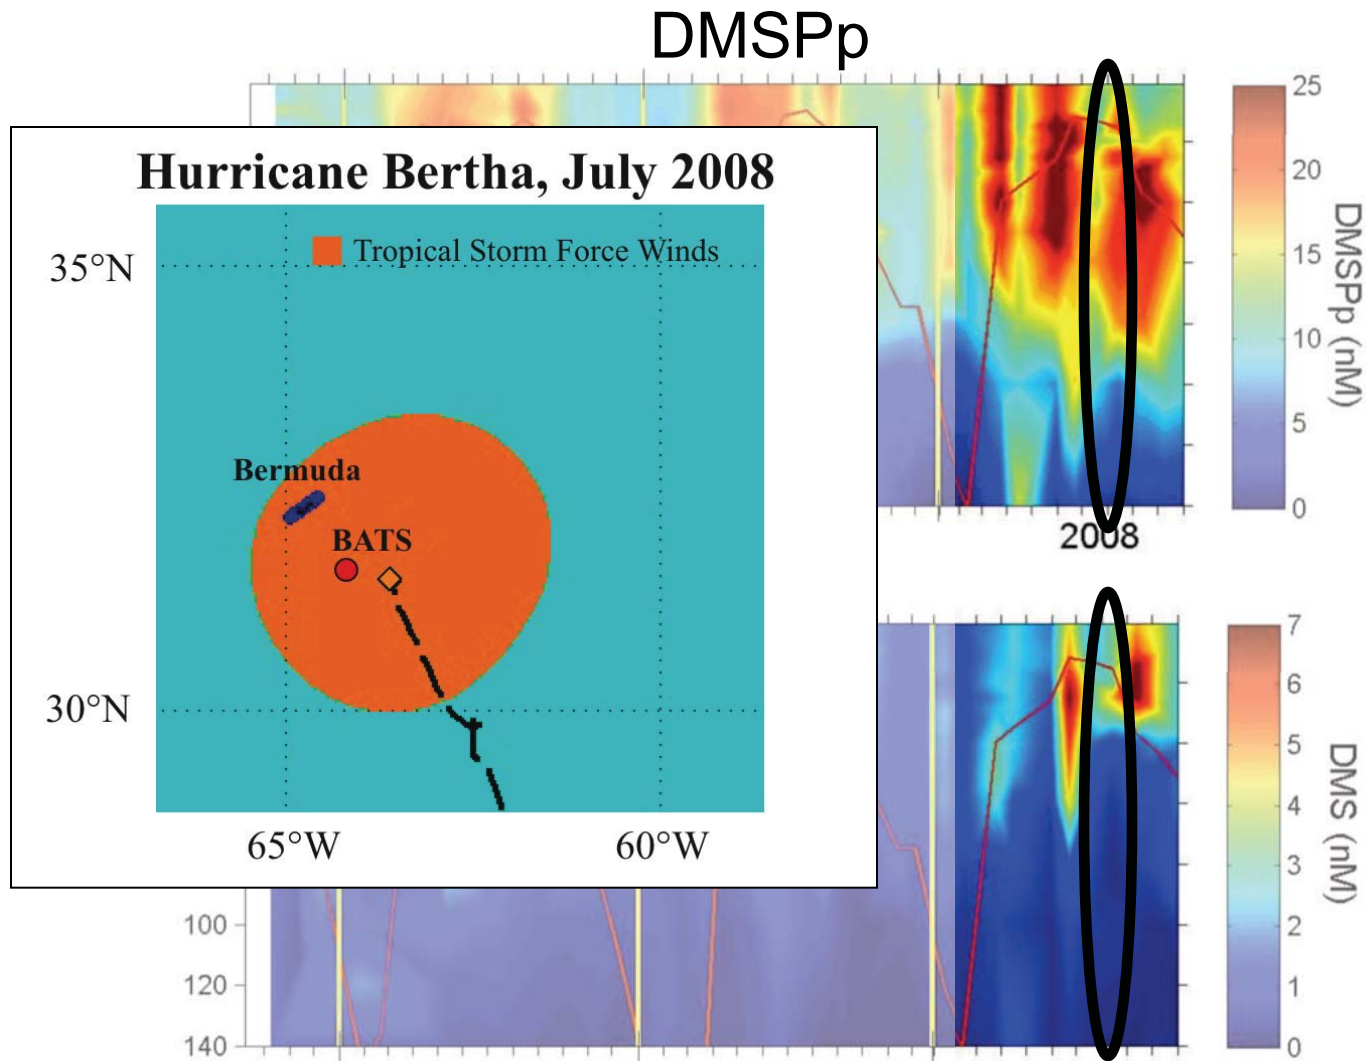 DMSPp
Hurricane Bertha, July 2008
Tropical Storm Force Winds
35°N
30°N
Bermuda
BATS
65°W
60°W
25
20
15
10
5
0
DMSPp (nM)
2008
7
6
5
4
3
2
1
0
DMS (nM)
100
120
140